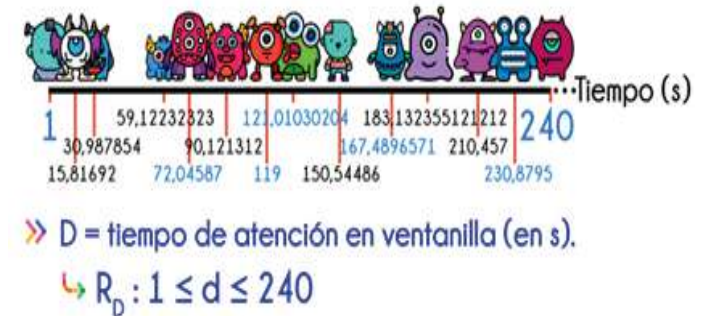 ...Tiempo (s)
1 59,12232323 121,01030204 183,132355121212 240
30,987854 90,121312 167,4896571 210,457
15,81692 72,04587 119 150,54486 230,8795
» D = tiempo de atención en ventanilla (en s).
↳ R_D : 1 ≤ d ≤ 240